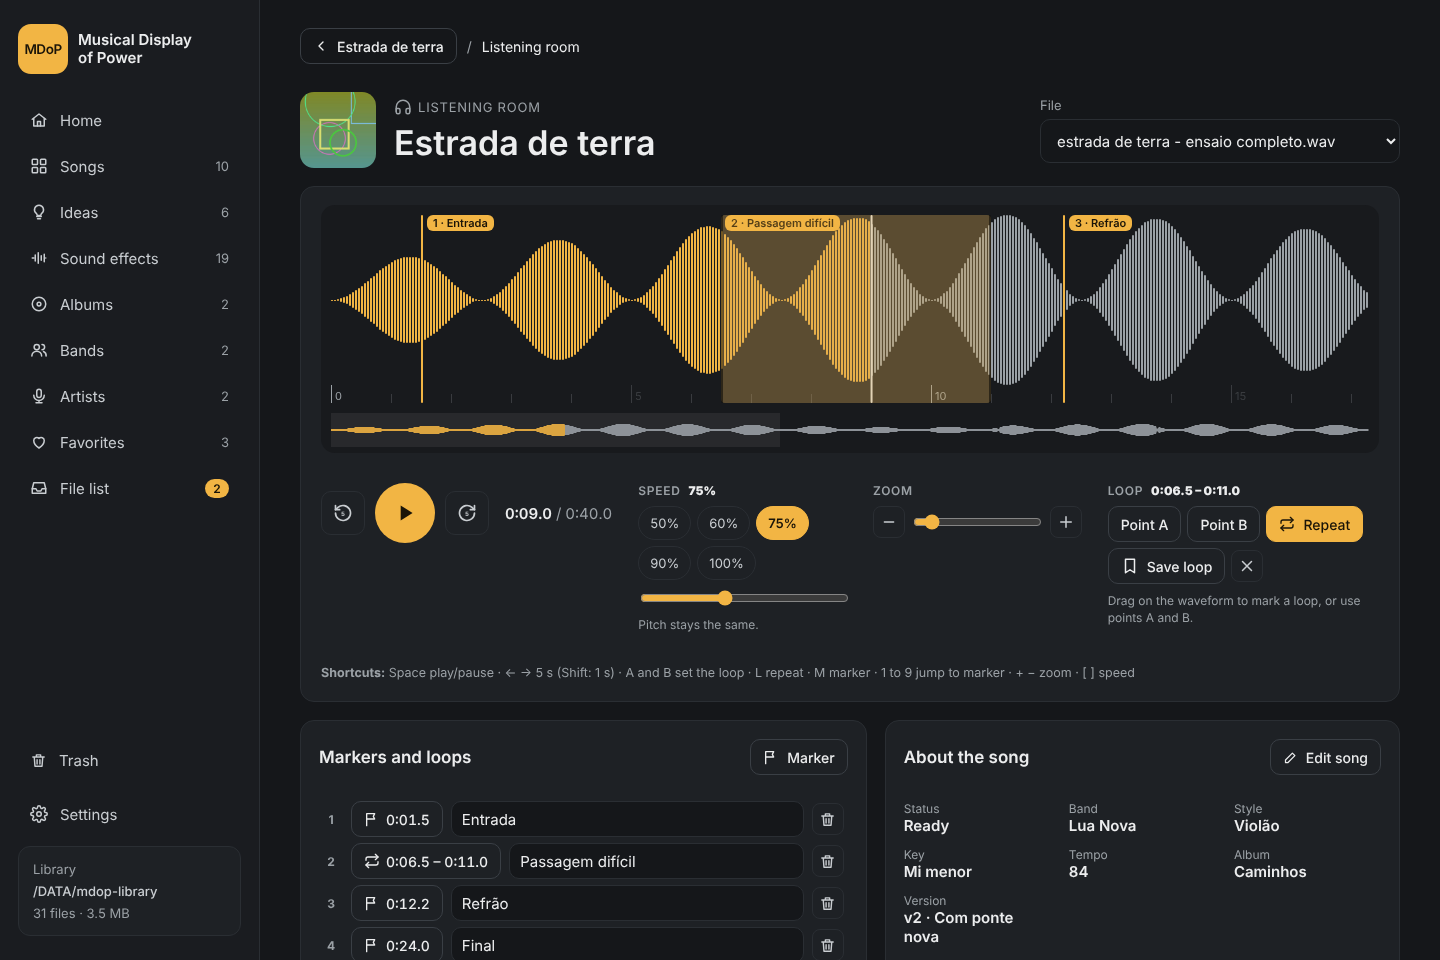 MDoP
Musical Display
of Power
Home
Songs 10
Ideas 6
Sound effects 19
Albums 2
Bands 2
Artists 2
Favorites 3
File list 2
Trash
Settings
Library
/DATA/mdop-library
31 files · 3.5 MB
Estrada de terra / Listening room
LISTENING ROOM
Estrada de terra
File
estrada de terra - ensaio completo.wav
1 · Entrada
2 · Passagem difícil
3 · Refrão
0 5 10 15
5
5
0:09.0 / 0:40.0
SPEED 75%
50% 60% 75%
90% 100%
Pitch stays the same.
ZOOM
LOOP 0:06.5 – 0:11.0
Point A Point B Repeat
Save loop
Drag on the waveform to mark a loop, or use
points A and B.
Shortcuts: Space play/pause · ← → 5 s (Shift: 1 s) · A and B set the loop · L repeat · M marker · 1 to 9 jump to marker · + − zoom · [ ] speed
Markers and loops
Marker
1 0:01.5 Entrada
2 0:06.5 – 0:11.0 Passagem difícil
3 0:12.2 Refrão
4 0:24.0 Final
About the song
Edit song
Status Band Style
Ready Lua Nova Violão
Key Tempo Album
Mi menor 84 Caminhos
Version
v2 · Com ponte
nova